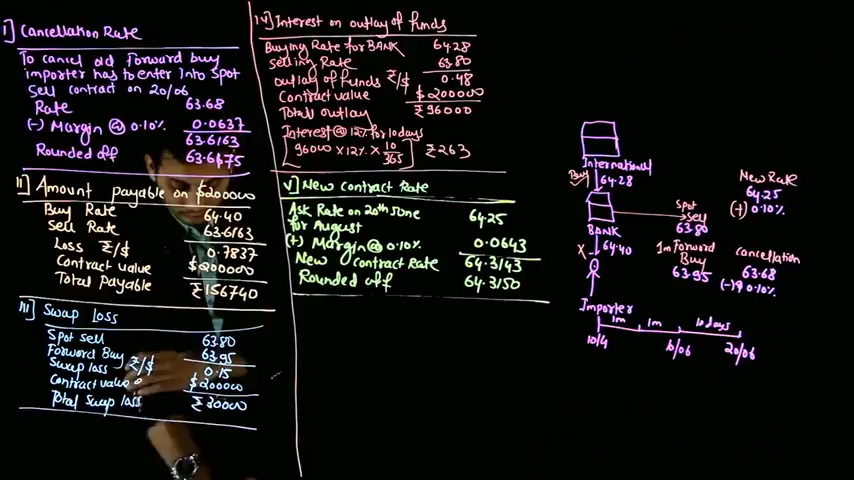 I] Cancellation Rate
To cancel old Forward buy
importer has to enter Into Spot
Sell contract on 20/06
Rate 63.68
(-) Margin @ 0.10% 0.0637
63.6163
Rounded off 63.6175
II] Amount payable on $200000
Buy Rate 64.40
Sell Rate 63.6163
Loss ₹/$ 0.7837
Contract value $200000
Total Payable ₹156740
III] Swap Loss
Spot sell 63.80
Forward Buy 63.95
Swap loss ₹/$ 0.15
Contract value $200000
Total Swap loss ₹30000
IV] Interest on outlay of funds
Buying Rate for BANK 64.28
Selling Rate 63.80
outlay of funds ₹/$ 0.48
Contract value $200000
Total outlay ₹96000
Interest @ 12% for 10 days
[96000 × 12% × 10/365] ₹263
V] New Contract Rate
Ask Rate on 20th June
for August 64.25
(+) Margin @ 0.10% 0.0643
New Contract Rate 64.3143
Rounded off 64.3150
International
Buy 64.28
BANK
64.40
X
Importer
Spot
Sell
63.80
1m Forward
Buy
63.95
New Rate
64.25
(+) 0.10%
Cancellation
63.68
(-) 0.10%
1m 1m 10 days
10/4 10/06 20/06